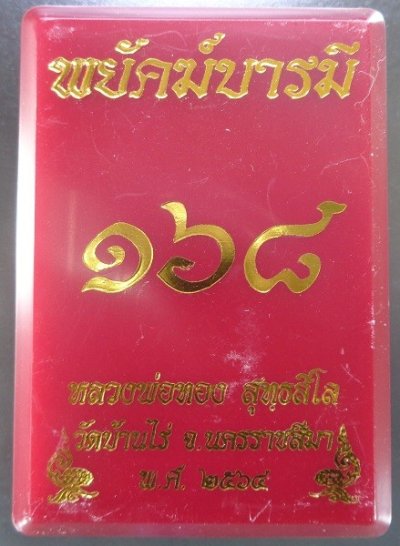 พยัคฆ์บารมี
๑๖๘
หลวงพ่อทอง สุทธสีโล
วัดบ้านไร่ จ.นครราชสีมา
พ.ศ. ๒๕๖๔